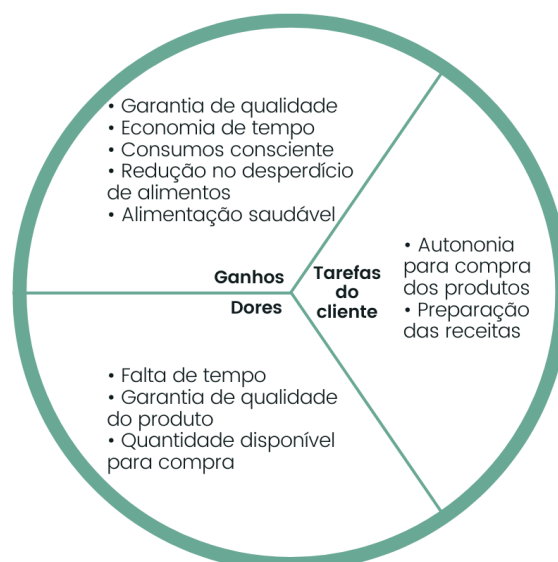 • Garantia de qualidade
• Economia de tempo
• Consumos consciente
• Redução no desperdício
de alimentos
• Alimentação saudável
Ganhos
Tarefas
do
cliente
• Autononia
para compra
dos produtos
• Preparação
das receitas
Dores
• Falta de tempo
• Garantia de qualidade
do produto
• Quantidade disponível
para compra